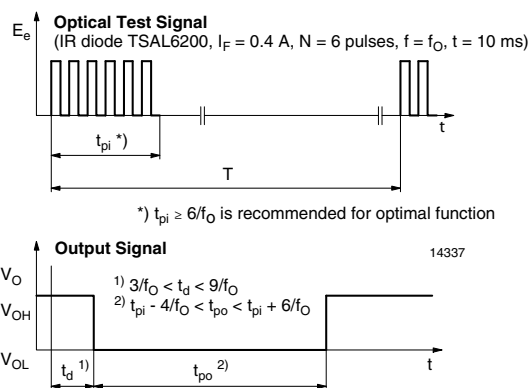 Optical Test Signal
E_e
(IR diode TSAL6200, I_F = 0.4 A, N = 6 pulses, f = f_O, t = 10 ms)
t
t_pi *)
T
*) t_pi ≥ 6/f_O is recommended for optimal function
Output Signal
14337
V_O
1) 3/f_O < t_d < 9/f_O
V_OH
2) t_pi - 4/f_O < t_po < t_pi + 6/f_O
V_OL
t_d 1)
t_po 2)
t